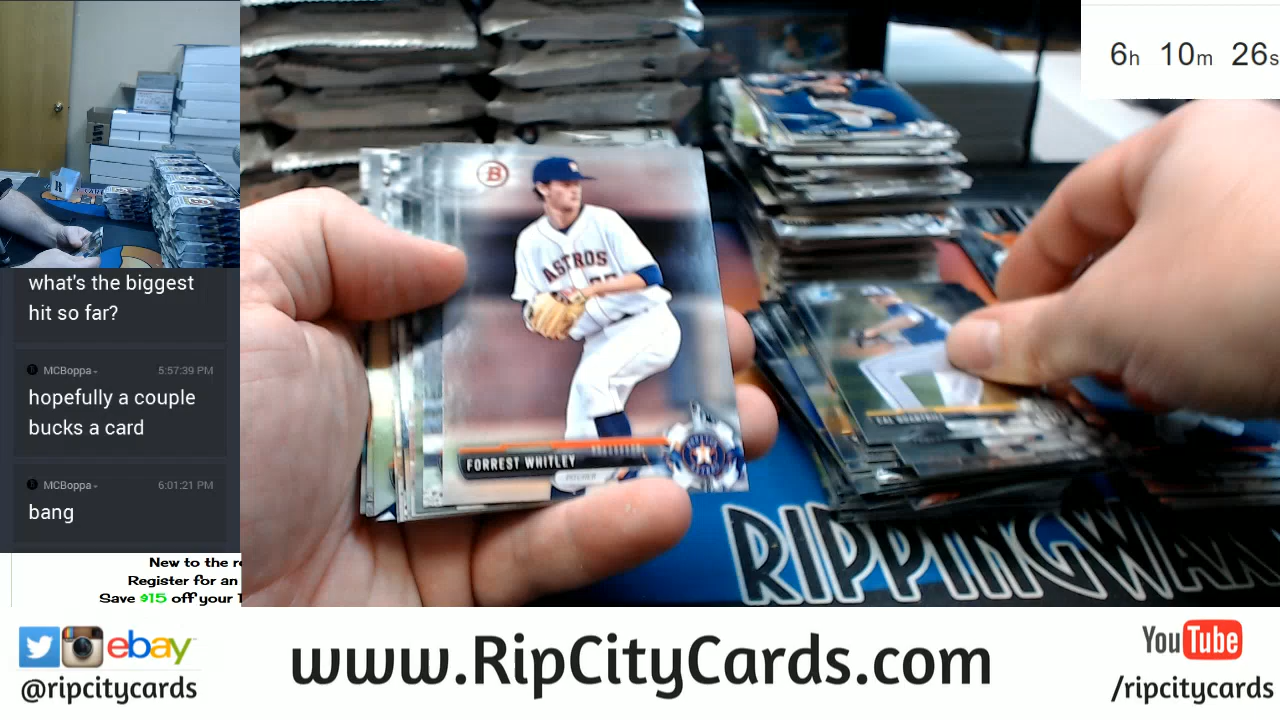 6h 10m 26s
what's the biggest
hit so far?
MCBoppa- 5:57:39 PM
hopefully a couple
bucks a card
MCBoppa- 6:01:21 PM
bang
New to the r
Register for an
Save $15 off your
B
ASTROS
FORREST WHITLEY
PITCHER
RIPPINGWAX
ebay
@ripcitycards
www.RipCityCards.com
YouTube
/ripcitycards